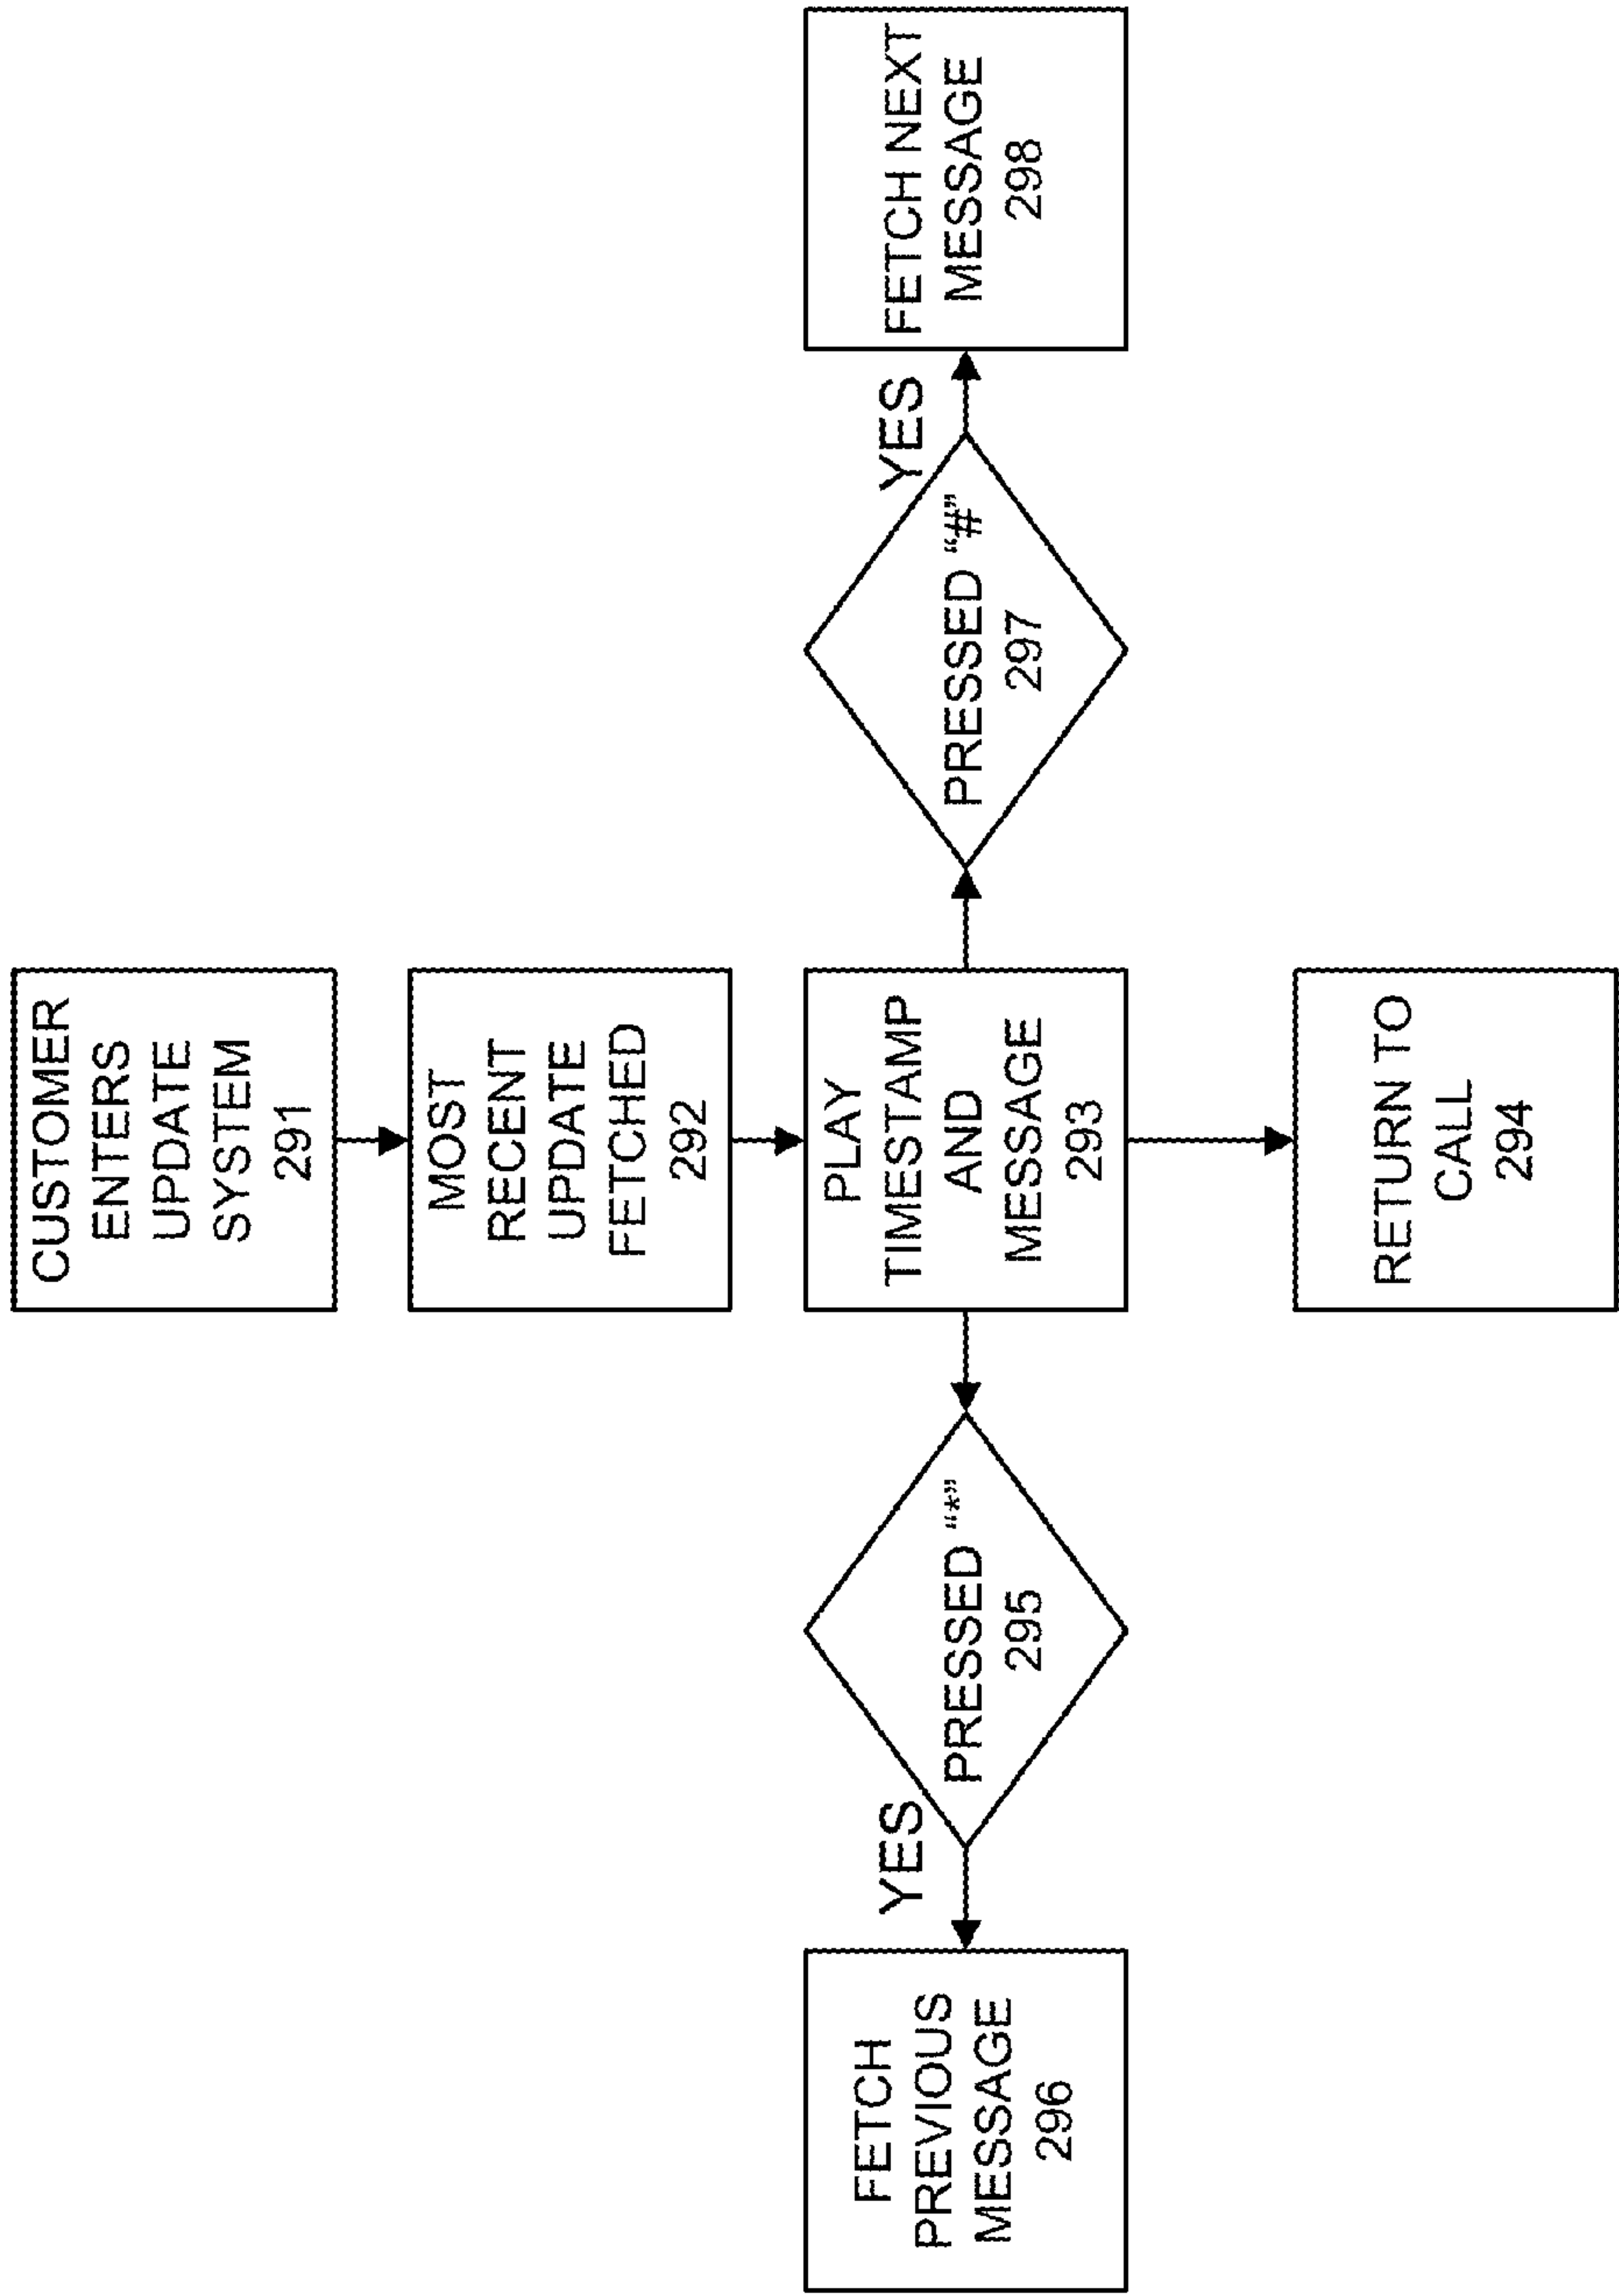 CUSTOMER
ENTERS
UPDATE
SYSTEM
291
MOST
RECENT
UPDATE
FETCHED
292
FETCH
PREVIOUS
MESSAGE
296
YES
PRESSED “*”
295
PLAY
TIMESTAMP
AND
MESSAGE
293
PRESSED “#”
297
YES
FETCH NEXT
MESSAGE
298
RETURN TO
CALL
294